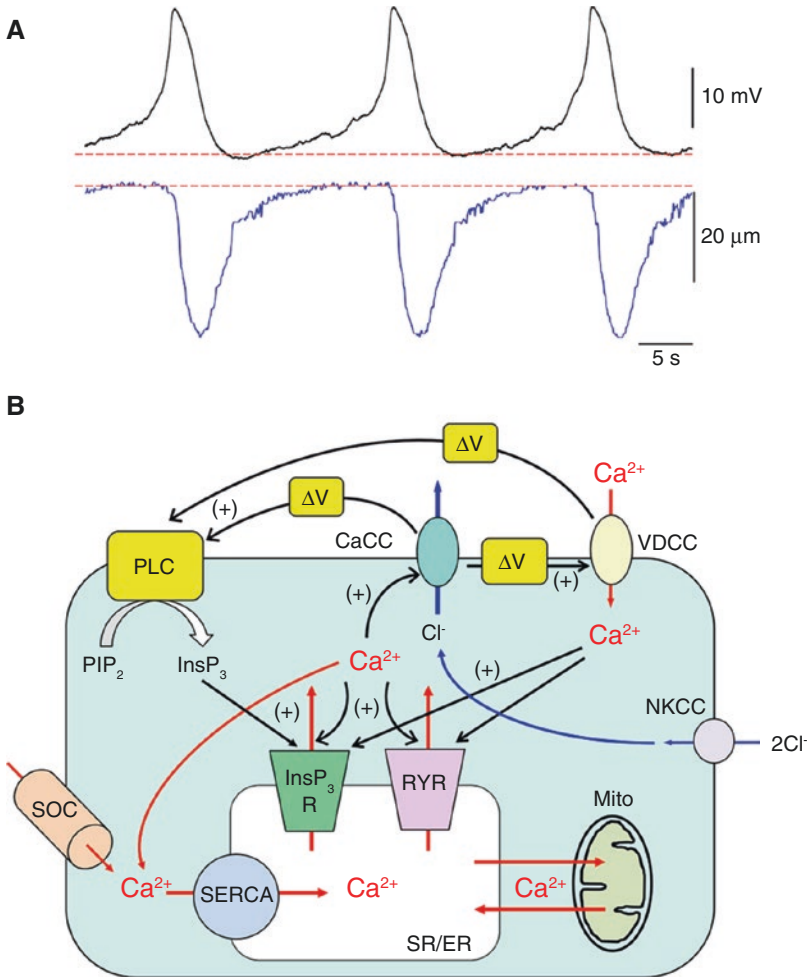 A
10 mV
20 μm
5 s
B
ΔV
Ca²⁺
ΔV
(+)
CaCC
VDCC
PLC
ΔV
(+)
(+)
Cl⁻
Ca²⁺
PIP₂
InsP₃
Ca²⁺
(+)
NKCC
(+)
(+)
2Cl⁻
InsP₃
R
RYR
Mito
SOC
Ca²⁺
SERCA
Ca²⁺
Ca²⁺
SR/ER